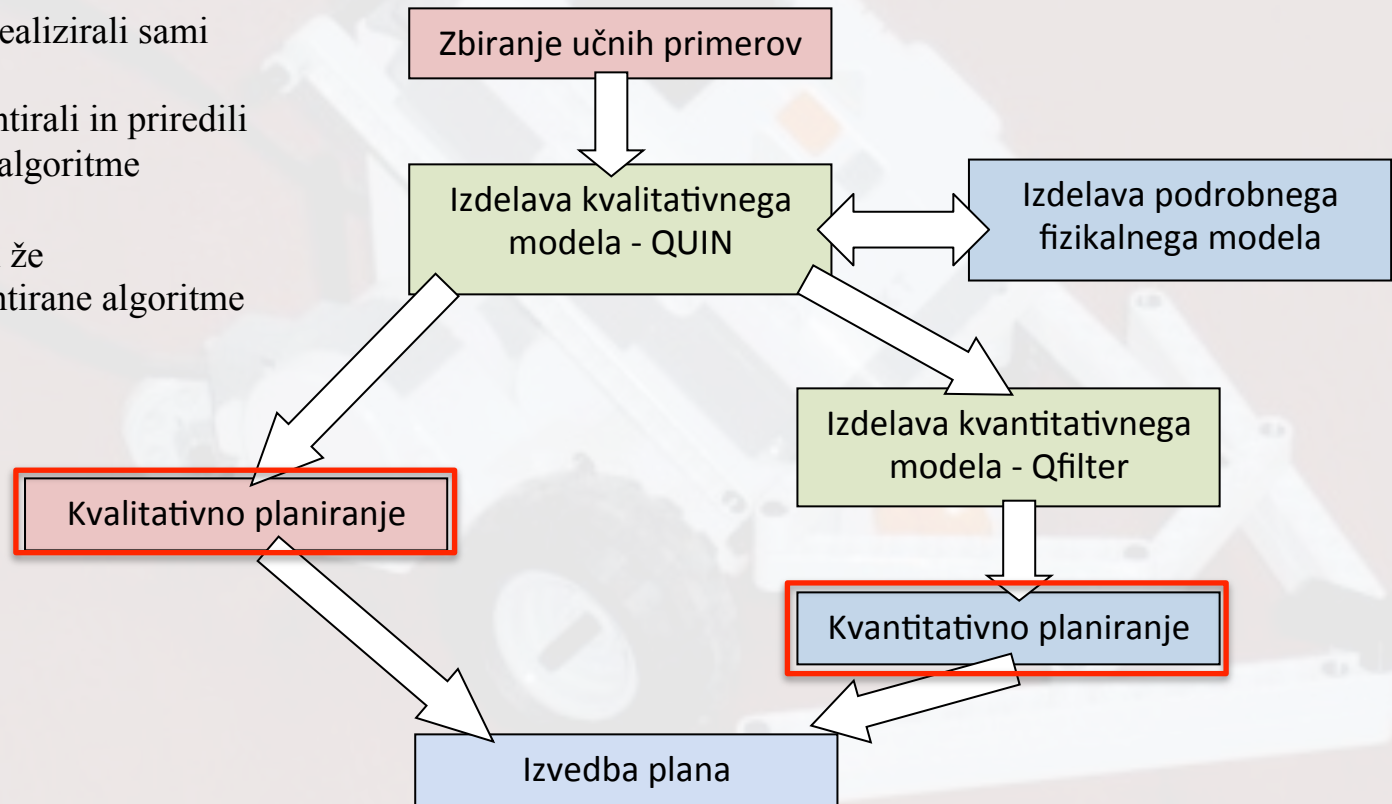 realizirali sami
ntirali in priredili
algoritme
že
ntirane algoritme
Zbiranje učnih primerov
Izdelava kvalitativnega
modela - QUIN
Izdelava podrobnega
fizikalnega modela
Izdelava kvantitativnega
modela - Qfilter
Kvalitativno planiranje
Kvantitativno planiranje
Izvedba plana